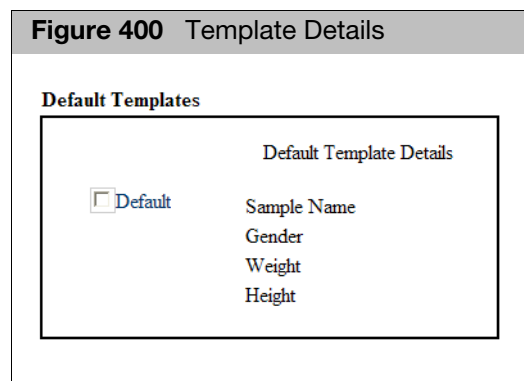 Figure 400 Template Details
Default Templates
Default Template Details
Default
Sample Name
Gender
Weight
Height